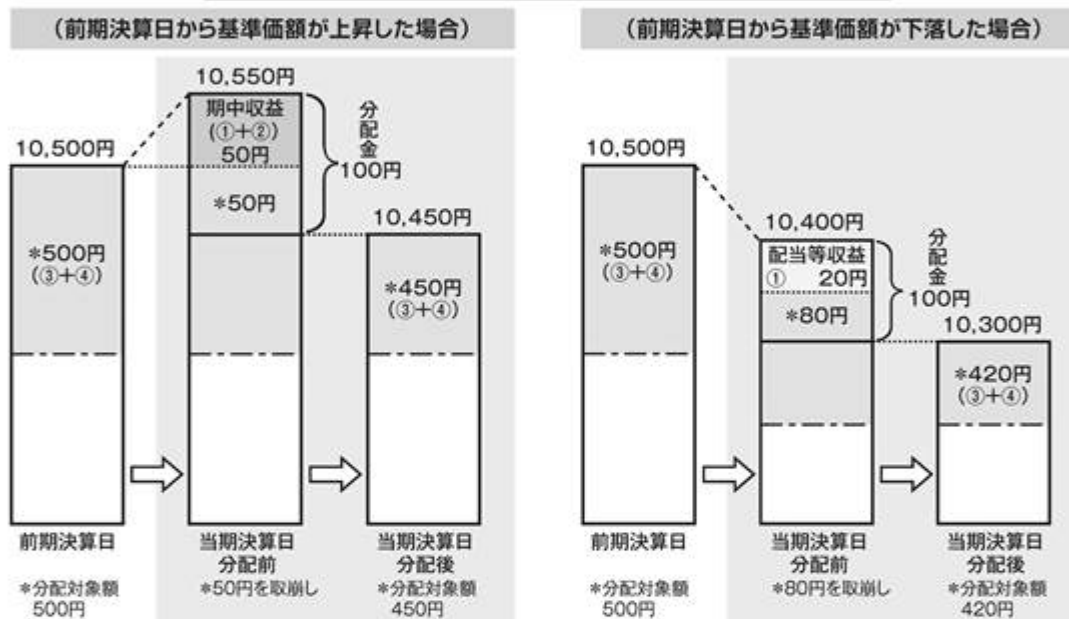 (前期決算日から基準価額が上昇した場合)
10,550円
期中収益
(①+②)
50円
*50円
分配金
100円
10,500円
*500円
(③+④)
10,450円
*450円
(③+④)
前期決算日
当期決算日
分配前
当期決算日
分配後
*分配対象額
500円
*50円を取崩し
*分配対象額
450円
(前期決算日から基準価額が下落した場合)
10,500円
*500円
(③+④)
10,400円
配当等収益
① 20円
*80円
分配金
100円
10,300円
*420円
(③+④)
前期決算日
当期決算日
分配前
当期決算日
分配後
*分配対象額
500円
*80円を取崩し
*分配対象額
420円